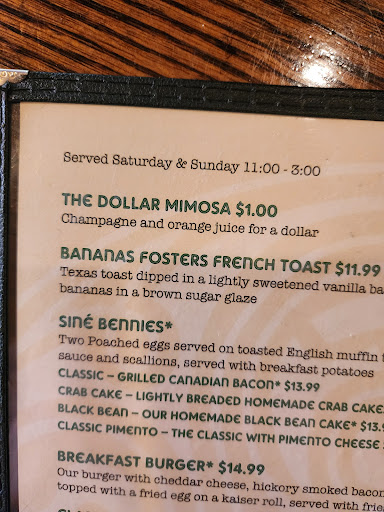 Served Saturday & Sunday 11:00 - 3:00
THE DOLLAR MIMOSA $1.00
Champagne and orange juice for a dollar
BANANAS FOSTERS FRENCH TOAST $11.99
Texas toast dipped in a lightly sweetened vanilla
bananas in a brown sugar glaze
SINÉ BENNIES*
Two Poached eggs served on toasted English muffin
sauce and scallions, served with breakfast potatoes
CLASSIC – GRILLED CANADIAN BACON* $13.99
CRAB CAKE – LIGHTLY BREADED HOMEMADE CRAB CAKE
BLACK BEAN – OUR HOMEMADE BLACK BEAN CAKE*
CLASSIC PIMENTO – THE CLASSIC WITH PIMENTO CHEESE
BREAKFAST BURGER* $14.99
Our burger with cheddar cheese, hickory smoked bacon
topped with a fried egg on a kaiser roll, served with